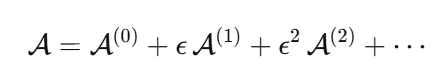 𝒜 = 𝒜⁽⁰⁾ + ϵ 𝒜⁽¹⁾ + ϵ² 𝒜⁽²⁾ + ⋯